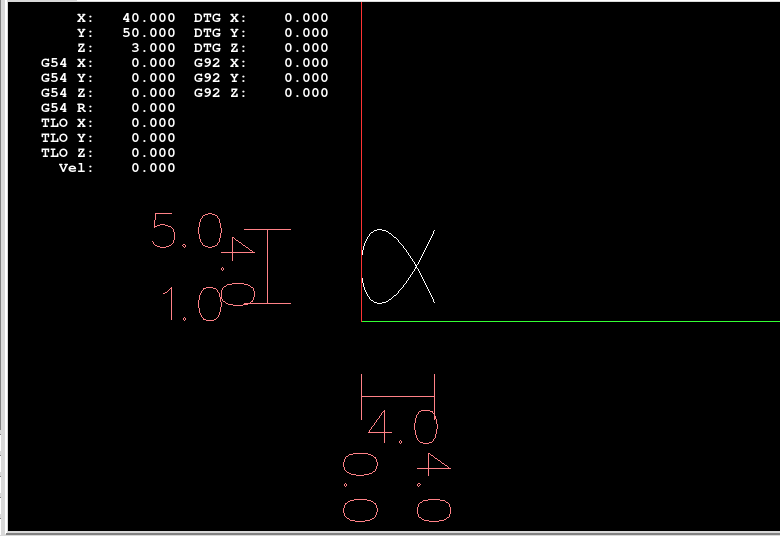 X: 40.000 DTG X: 0.000
Y: 50.000 DTG Y: 0.000
Z: 3.000 DTG Z: 0.000
G54 X: 0.000 G92 X: 0.000
G54 Y: 0.000 G92 Y: 0.000
G54 Z: 0.000 G92 Z: 0.000
G54 R: 0.000
TLO X: 0.000
TLO Y: 0.000
TLO Z: 0.000
Vel: 0.000
5.0
4.0
1.0
4.0
0.0
4.0